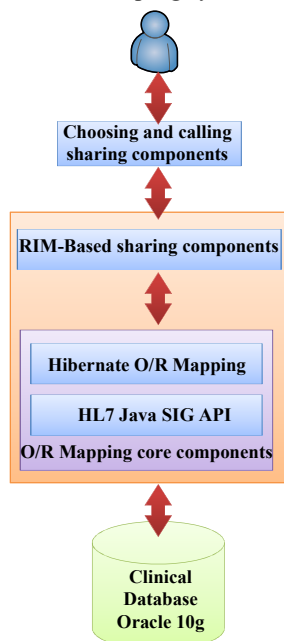 Choosing and calling
sharing components
RIM-Based sharing components
Hibernate O/R Mapping
HL7 Java SIG API
O/R Mapping core components
Clinical
Database
Oracle 10g